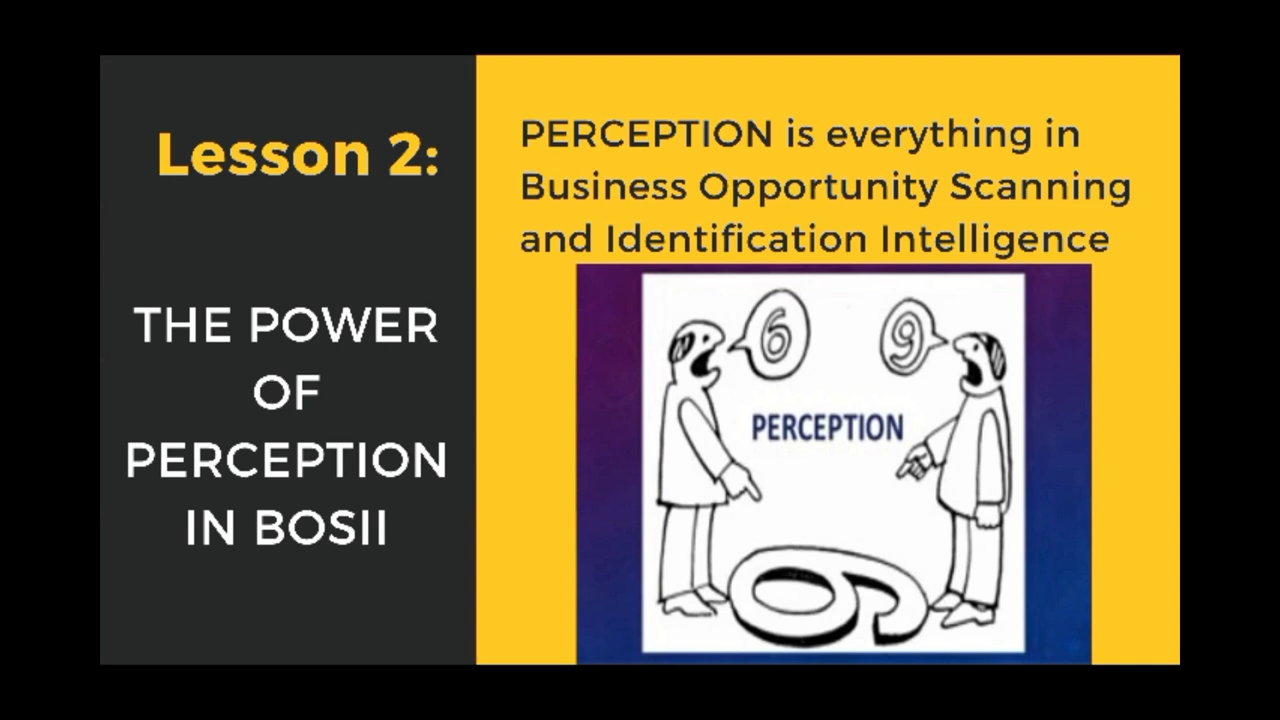 Lesson 2:
THE POWER
OF
PERCEPTION
IN BOSII
PERCEPTION is everything in
Business Opportunity Scanning
and Identification Intelligence
6
9
PERCEPTION
6